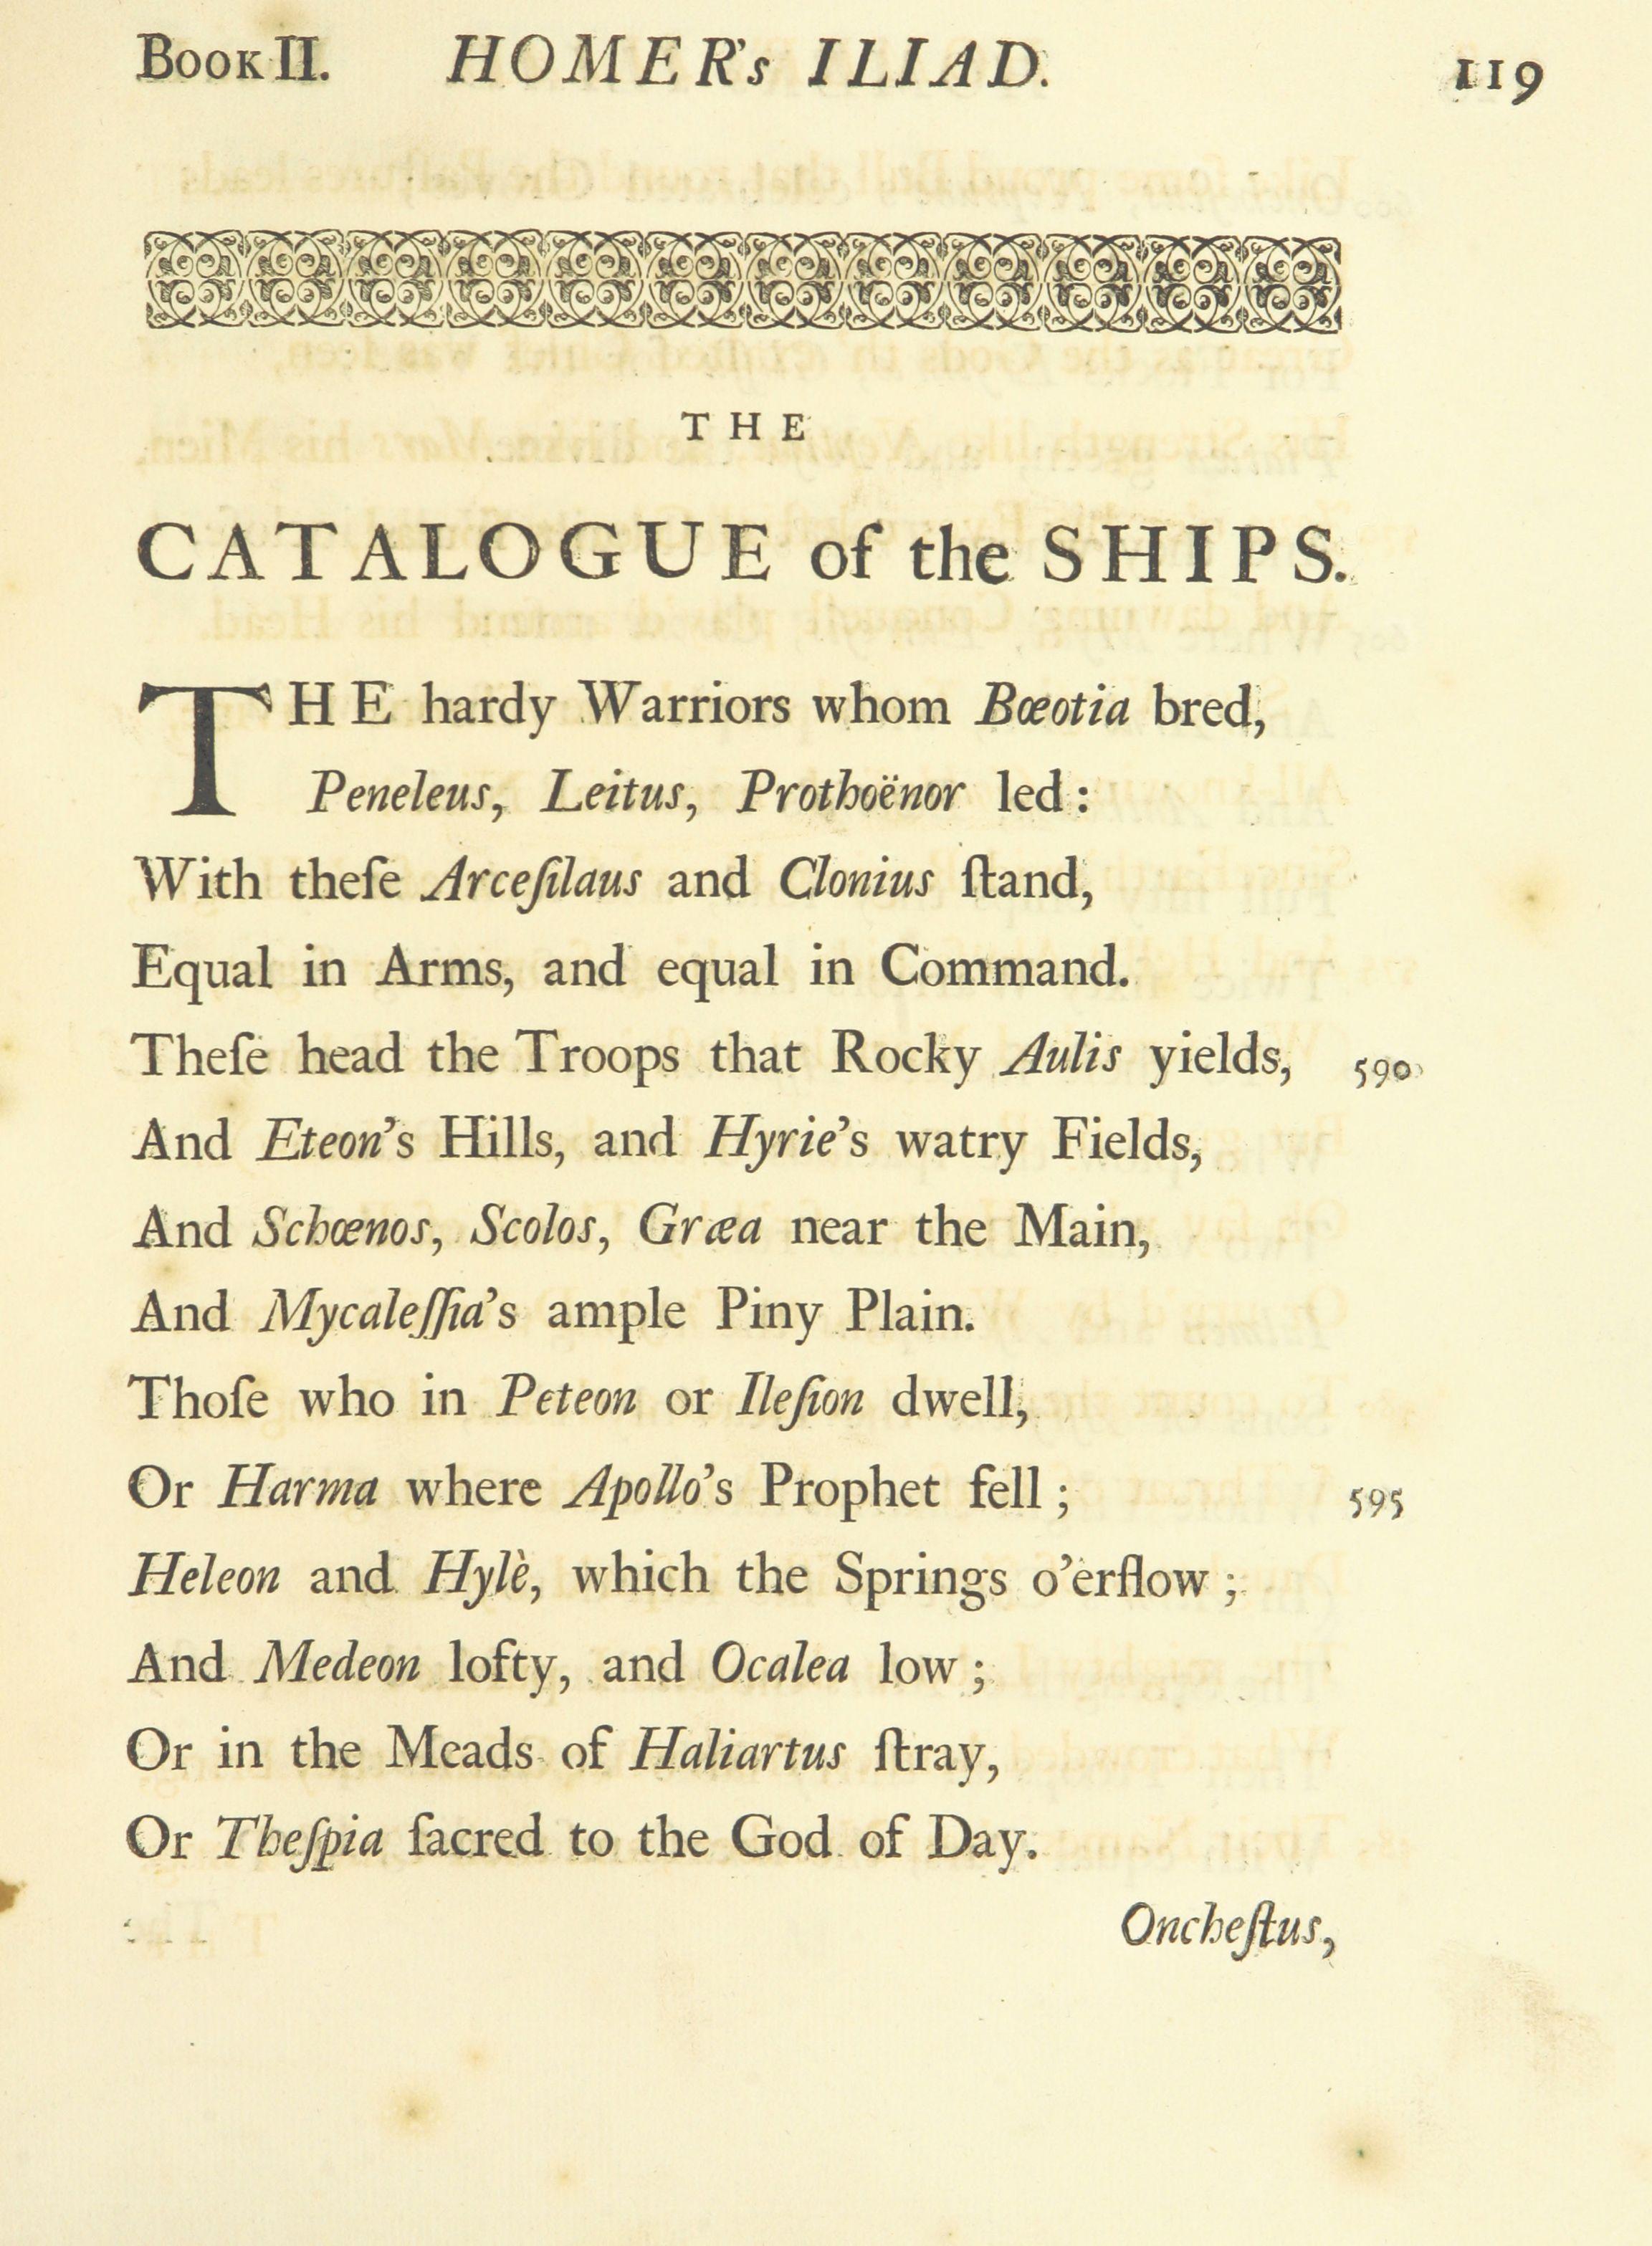 Book II. HOMER's ILIAD. 119
THE
CATALOGUE of the SHIPS.
THE hardy Warriors whom Bœotia bred,
Peneleus, Leitus, Prothoënor led:
With theſe Arceſilaus and Clonius ſtand,
Equal in Arms, and equal in Command.
Theſe head the Troops that Rocky Aulis yields, 590
And Eteon's Hills, and Hyrie's watry Fields,
And Schœnos, Scolos, Græa near the Main,
And Mycaleſſia's ample Piny Plain.
Thoſe who in Peteon or Ileſion dwell,
Or Harma where Apollo's Prophet fell; 595
Heleon and Hylè, which the Springs o'erflow;
And Medeon lofty, and Ocalea low;
Or in the Meads of Haliartus ſtray,
Or Theſpia ſacred to the God of Day.
Oncheſtus,